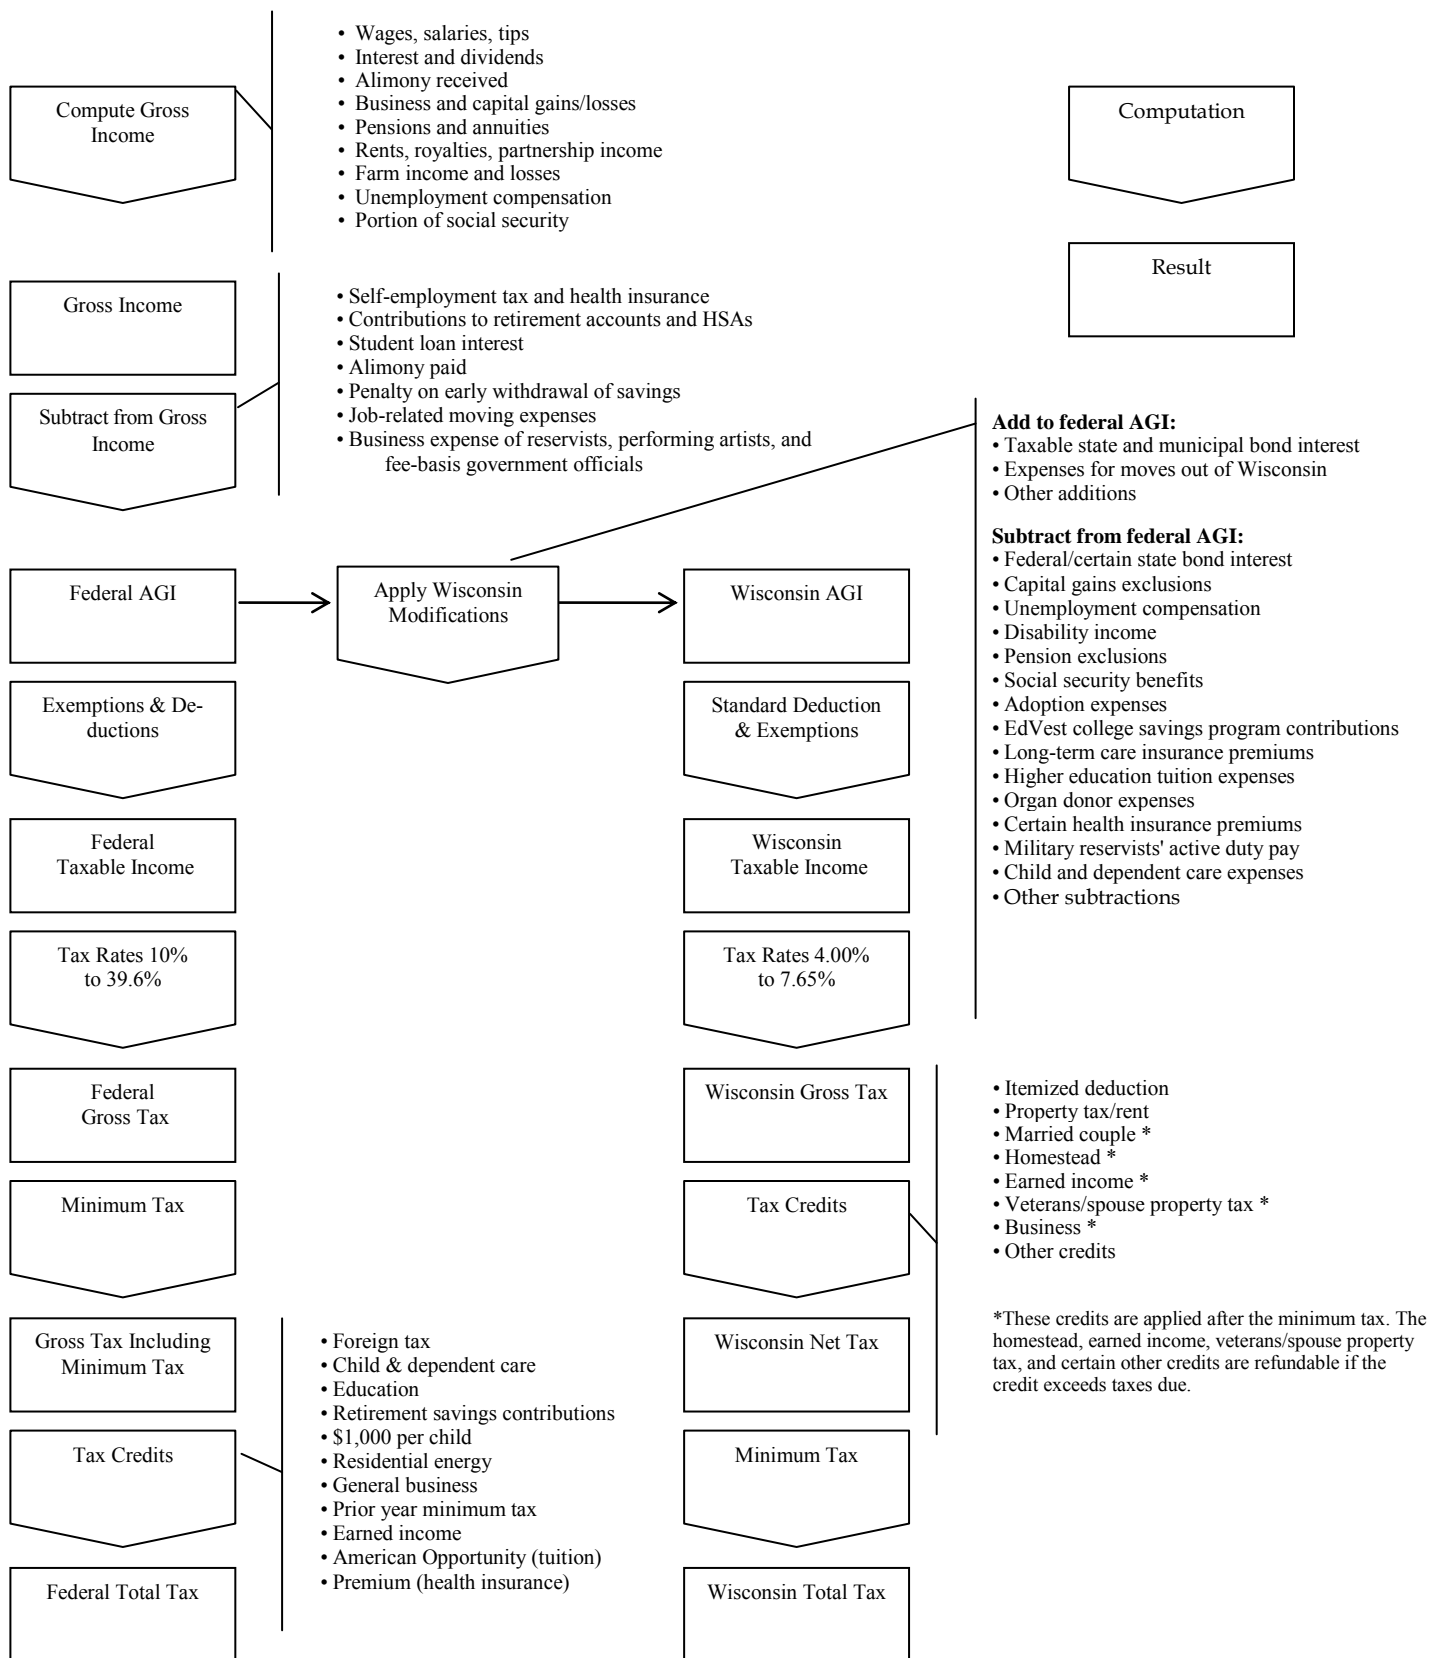 • Wages, salaries, tips
• Interest and dividends
• Alimony received
• Business and capital gains/losses
• Pensions and annuities
• Rents, royalties, partnership income
• Farm income and losses
• Unemployment compensation
• Portion of social security
Compute Gross
Income
Computation
Result
Gross Income
• Self-employment tax and health insurance
• Contributions to retirement accounts and HSAs
• Student loan interest
• Alimony paid
• Penalty on early withdrawal of savings
• Job-related moving expenses
• Business expense of reservists, performing artists, and
fee-basis government officials
Subtract from Gross
Income
Add to federal AGI:
• Taxable state and municipal bond interest
• Expenses for moves out of Wisconsin
• Other additions
Subtract from federal AGI:
• Federal/certain state bond interest
• Capital gains exclusions
• Unemployment compensation
• Disability income
• Pension exclusions
• Social security benefits
• Adoption expenses
• EdVest college savings program contributions
• Long-term care insurance premiums
• Higher education tuition expenses
• Organ donor expenses
• Certain health insurance premiums
• Military reservists' active duty pay
• Child and dependent care expenses
• Other subtractions
Federal AGI
Apply Wisconsin
Modifications
Wisconsin AGI
Exemptions & De-
ductions
Standard Deduction
& Exemptions
Federal
Taxable Income
Wisconsin
Taxable Income
Tax Rates 10%
to 39.6%
Tax Rates 4.00%
to 7.65%
Federal
Gross Tax
Wisconsin Gross Tax
• Itemized deduction
• Property tax/rent
• Married couple *
• Homestead *
• Earned income *
• Veterans/spouse property tax *
• Business *
• Other credits
Minimum Tax
Tax Credits
*These credits are applied after the minimum tax. The
homestead, earned income, veterans/spouse property
tax, and certain other credits are refundable if the
credit exceeds taxes due.
Gross Tax Including
Minimum Tax
• Foreign tax
• Child & dependent care
• Education
• Retirement savings contributions
• $1,000 per child
• Residential energy
• General business
• Prior year minimum tax
• Earned income
• American Opportunity (tuition)
• Premium (health insurance)
Wisconsin Net Tax
Tax Credits
Minimum Tax
Federal Total Tax
Wisconsin Total Tax